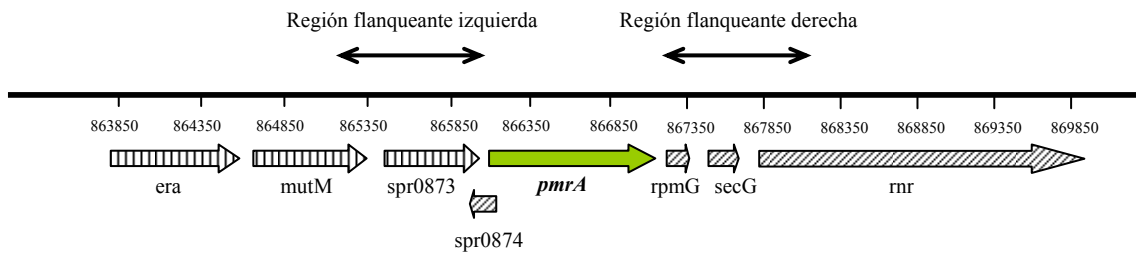 Región flanqueante izquierda Región flanqueante derecha
863850 864350 864850 865350 865850 866350 866850 867350 867850 868350 868850 869350 869850
era mutM spr0873 pmrA rpmG secG rnr
spr0874